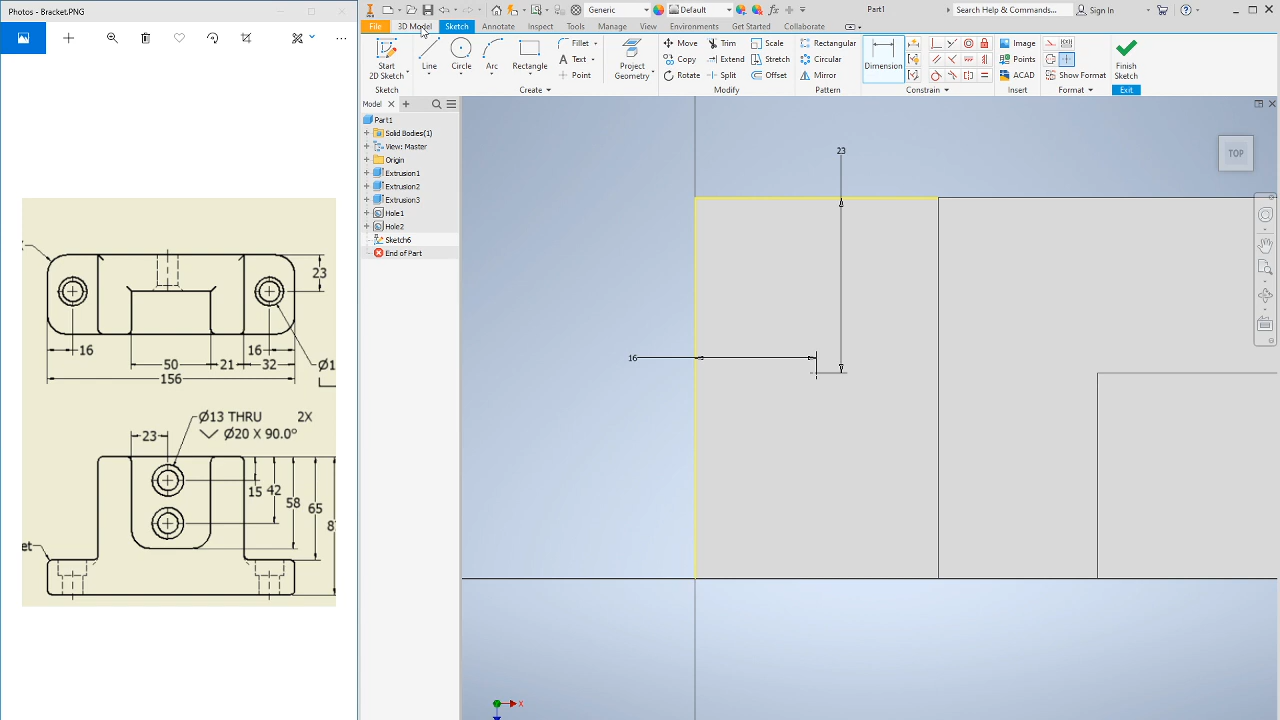 Photos - Bracket.PNG
23
16
16
50
21
32
Ø1
156
Ø13 THRU 2X
Ø20 X 90.0°
23
15
42
58
65
8
et
Generic
Default
Part1
Search Help & Commands...
Sign In
File
3D Model
Sketch
Annotate
Inspect
Tools
Manage
View
Environments
Get Started
Collaborate
Start
2D Sketch
Line
Circle
Arc
Rectangle
Fillet
Text
Point
Project
Geometry
Move
Copy
Rotate
Trim
Extend
Split
Scale
Stretch
Offset
Rectangular
Circular
Mirror
Dimension
Image
Points
ACAD
Show Format
Finish
Sketch
Sketch
Create
Modify
Pattern
Constrain
Insert
Format
Exit
Model
Part1
Solid Bodies(1)
View: Master
Origin
Extrusion1
Extrusion2
Extrusion3
Hole1
Hole2
Sketch6
End of Part
23
16
TOP
X